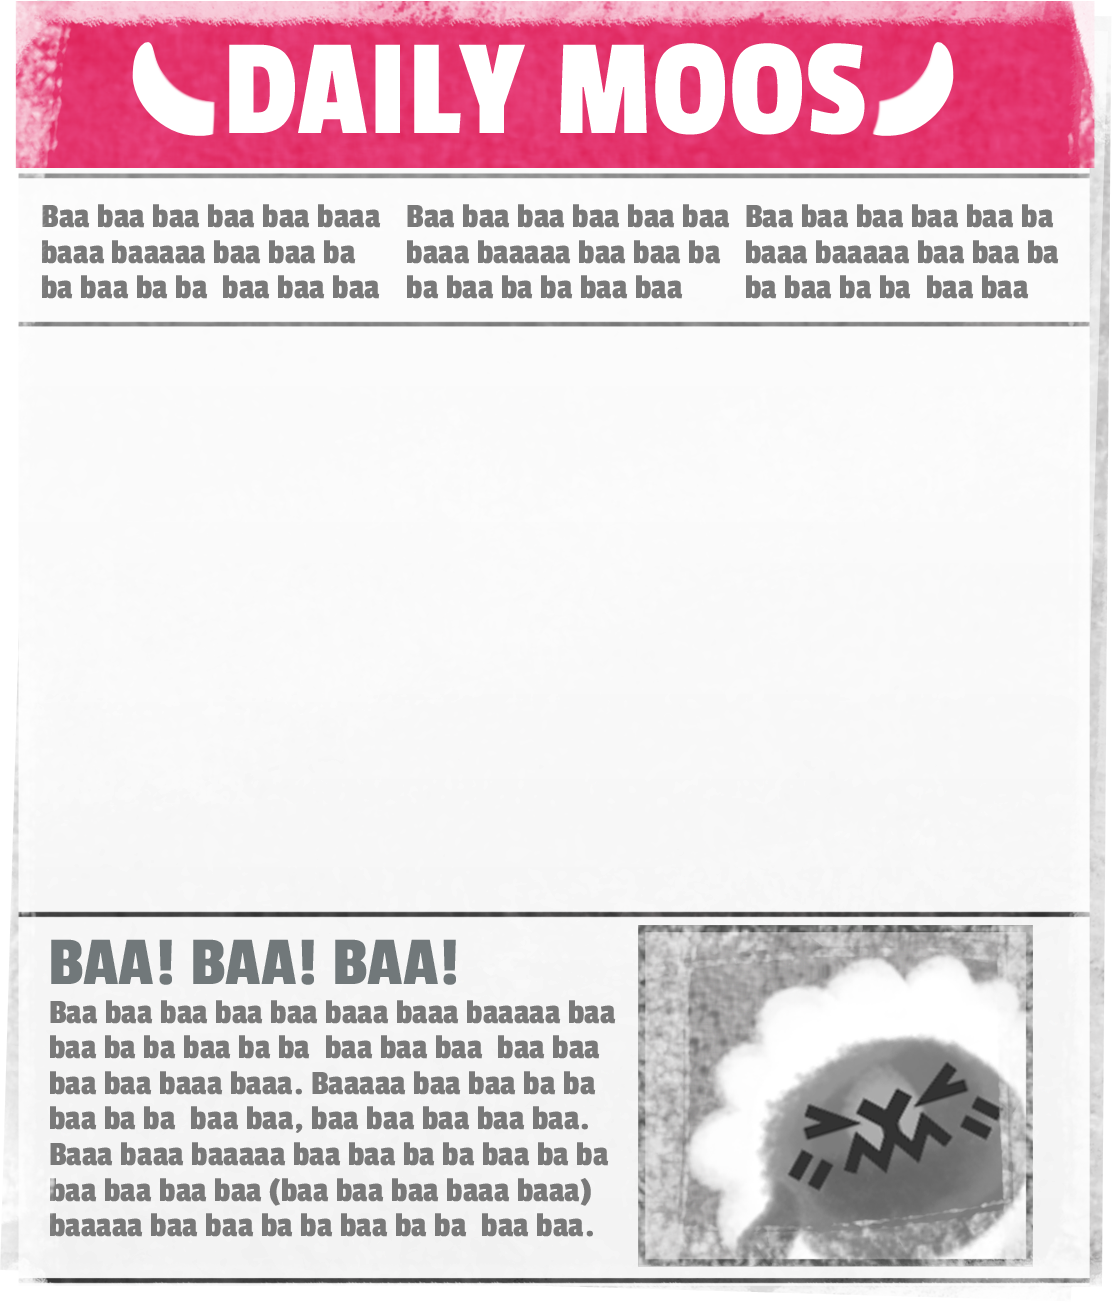 DAILY MOOS
Baa baa baa baa baa baaa
baaa baaaaa baa baa ba
ba baa ba ba  baa baa baa
Baa baa baa baa baa baa
baaa baaaaa baa baa ba
ba baa ba ba baa baa
Baa baa baa baa baa ba
baaa baaaaa baa baa ba
ba baa ba ba  baa baa
BAA! BAA! BAA!
Baa baa baa baa baa baaa baaa baaaaa baa
baa ba ba baa ba ba  baa baa baa  baa baa
baa baa baaa baaa. Baaaaa baa baa ba ba
baa ba ba  baa baa, baa baa baa baa baa.
Baaa baaa baaaaa baa baa ba ba baa ba ba
baa baa baa baa (baa baa baa baaa baaa)
baaaaa baa baa ba ba baa ba ba  baa baa.